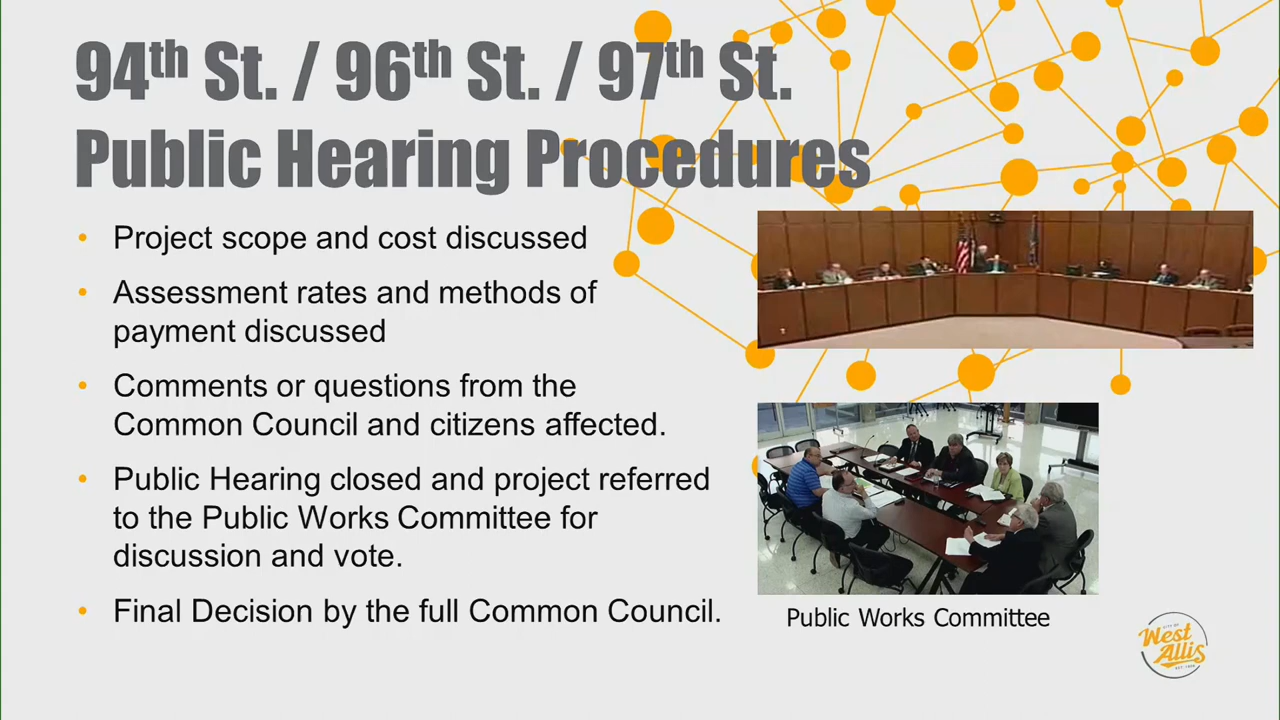 94th St. / 96th St. / 97th St.
Public Hearing Procedures
• Project scope and cost discussed
• Assessment rates and methods of
payment discussed
• Comments or questions from the
Common Council and citizens affected.
• Public Hearing closed and project referred
to the Public Works Committee for
discussion and vote.
• Final Decision by the full Common Council.
Public Works Committee
CITY OF
West
Allis